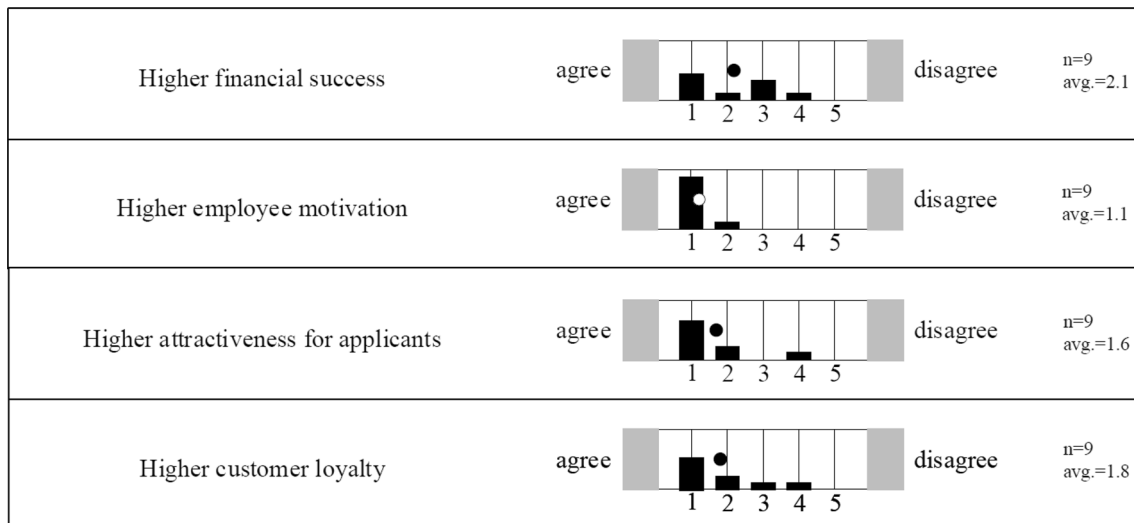 Higher financial success
agree
disagree
n=9
avg.=2.1
1 2 3 4 5
Higher employee motivation
agree
disagree
n=9
avg.=1.1
1 2 3 4 5
Higher attractiveness for applicants
agree
disagree
n=9
avg.=1.6
1 2 3 4 5
Higher customer loyalty
agree
disagree
n=9
avg.=1.8
1 2 3 4 5